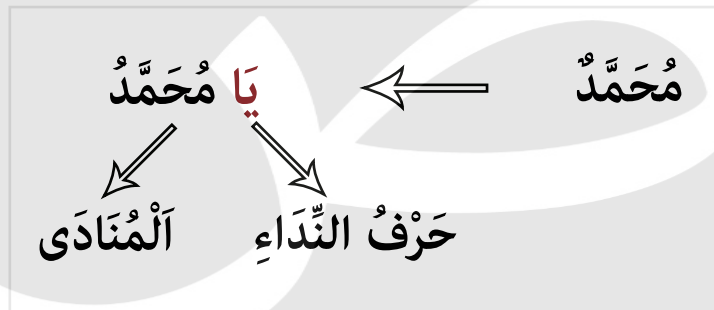 مُحَمَّدٌ يَا مُحَمَّدُ
حَرْفُ النِّدَاءِ اَلْمُنَادَى